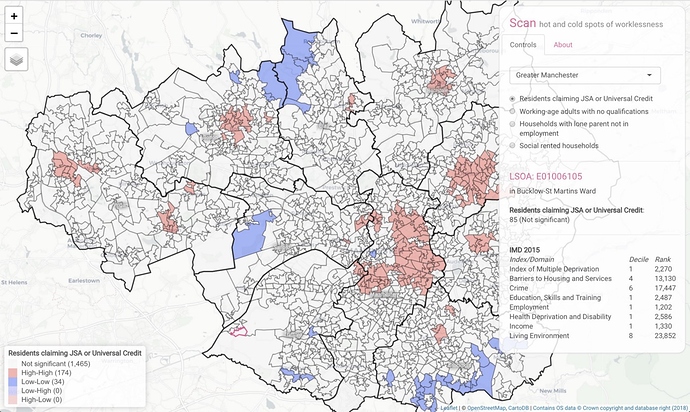 +
−
Chorley
Whitworth
Scan hot and cold spots of worklessness
Controls
About
Greater Manchester
Residents claiming JSA or Universal Credit
Working-age adults with no qualifications
Households with lone parent not in
employment
Social rented households
LSOA: E01006105
in Bucklow-St Martins Ward
Residents claiming JSA or Universal Credit:
85 (Not significant)
IMD 2015
Index/Domain Decile Rank
Index of Multiple Deprivation 1 2,270
Barriers to Housing and Services 4 13,130
Crime 6 17,447
Education, Skills and Training 1 2,487
Employment 1 1,202
Health Deprivation and Disability 1 2,586
Income 1 1,330
Living Environment 8 23,852
St Helens
Earlestown
Residents claiming JSA or Universal Credit
Not significant (1,465)
High-High (174)
Low-Low (34)
Low-High (0)
High-Low (0)
New Mills
Leaflet | © OpenStreetMap, CartoDB | Contains OS data © Crown copyright and database right (2018)